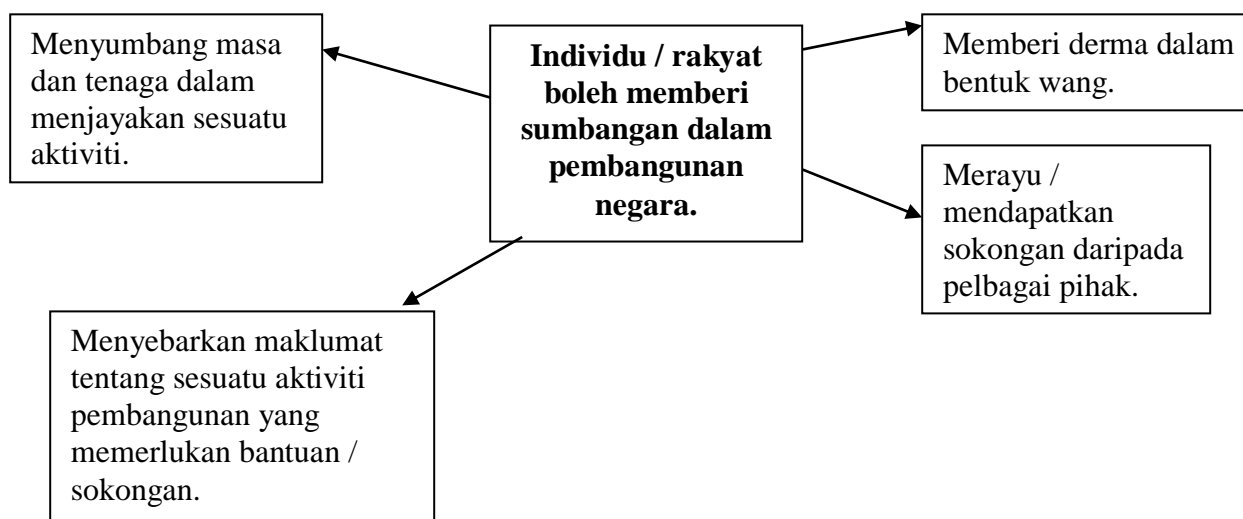 Menyumbang masa
dan tenaga dalam
menjayakan sesuatu
aktiviti.
Individu / rakyat
boleh memberi
sumbangan dalam
pembangunan
negara.
Memberi derma dalam
bentuk wang.
Merayu /
mendapatkan
sokongan daripada
pelbagai pihak.
Menyebarkan maklumat
tentang sesuatu aktiviti
pembangunan yang
memerlukan bantuan /
sokongan.